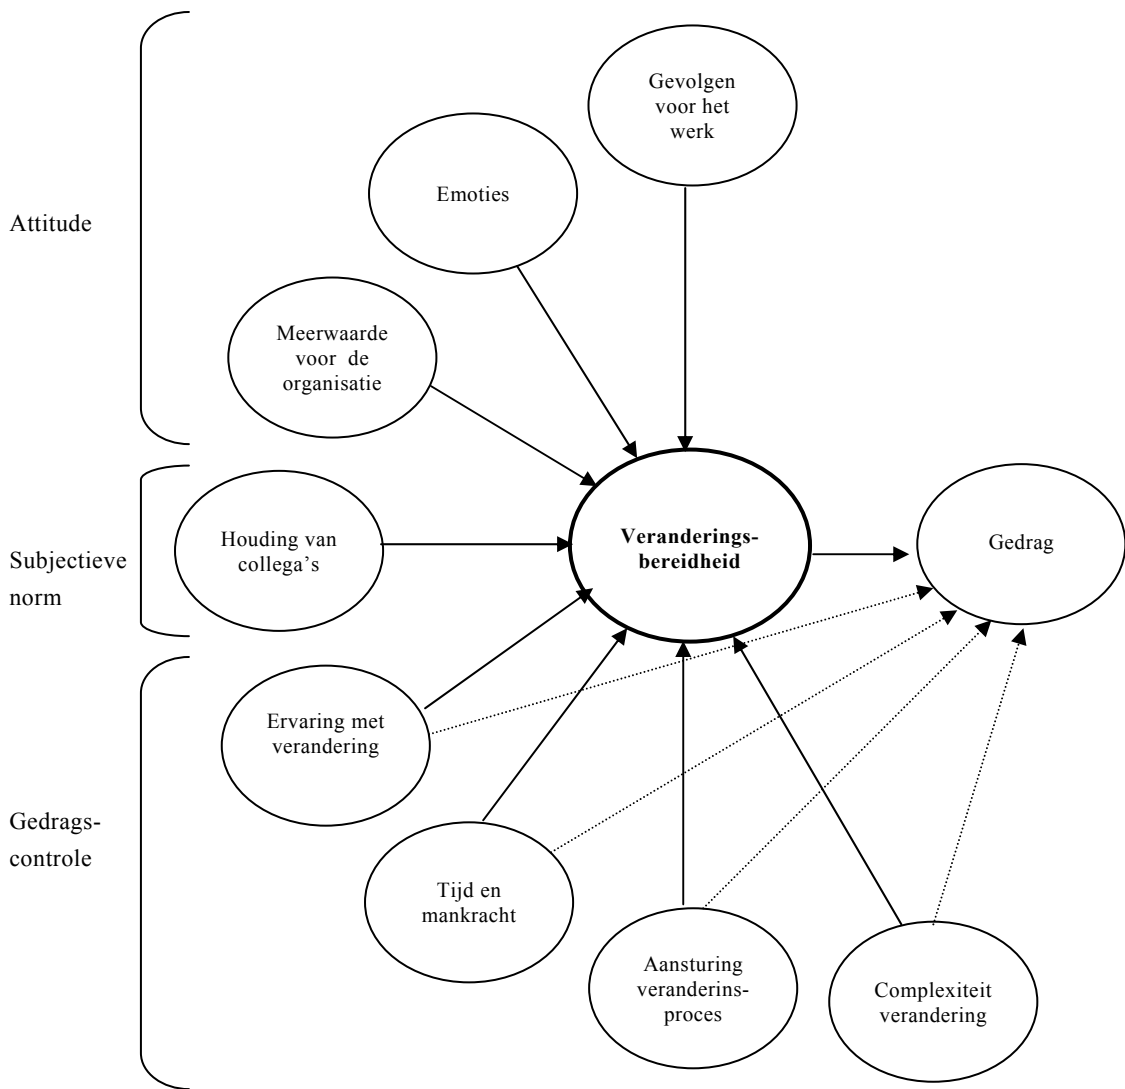 Attitude
Gevolgen
voor het
werk
Emoties
Meerwaarde
voor de
organisatie
Subjectieve
norm
Houding van
collega’s
Veranderings-
bereidheid
Gedrag
Gedrags-
controle
Ervaring met
verandering
Tijd en
mankracht
Aansturing
veranderins-
proces
Complexiteit
verandering